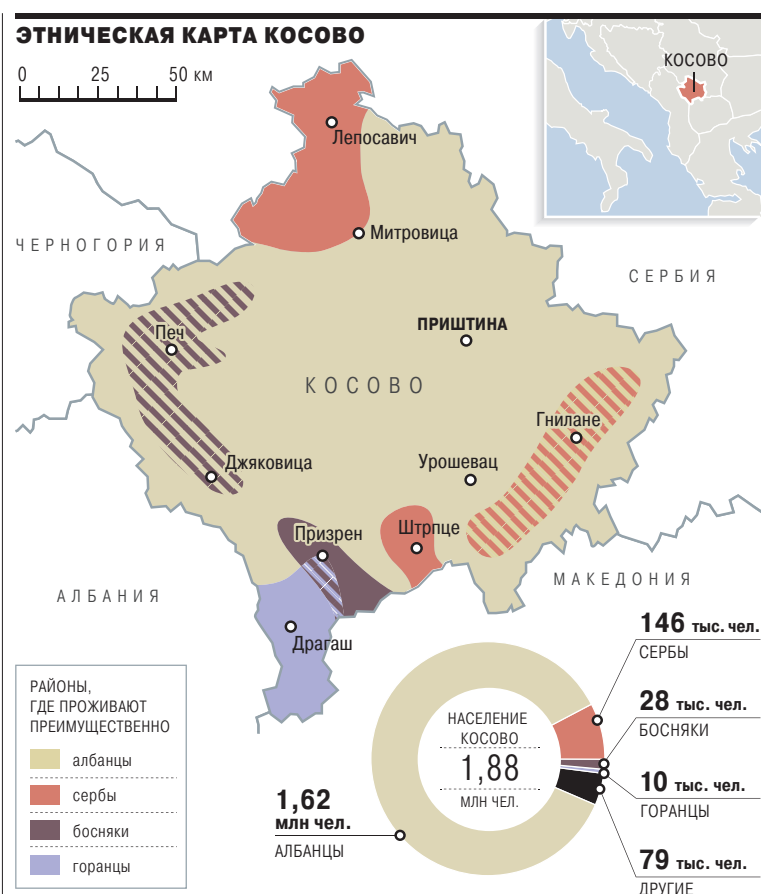 ЭТНИЧЕСКАЯ КАРТА КОСОВО
0 25 50 км
КОСОВО
Лепосавич
Митровица
ЧЕРНОГОРИЯ
СЕРБИЯ
ПРИШТИНА
Печ
КОСОВО
Гнилане
Джяковица
Урошевац
Призрен
Штрпце
МАКЕДОНИЯ
АЛБАНИЯ
Драгаш
РАЙОНЫ,
ГДЕ ПРОЖИВАЮТ
ПРЕИМУЩЕСТВЕННО
албанцы
сербы
босняки
горанцы
НАСЕЛЕНИЕ
КОСОВО
1,88
МЛН ЧЕЛ.
146 тыс. чел.
СЕРБЫ
28 тыс. чел.
БОСНЯКИ
10 тыс. чел.
ГОРАНЦЫ
79 тыс. чел.
ДРУГИЕ
1,62
млн чел.
АЛБАНЦЫ